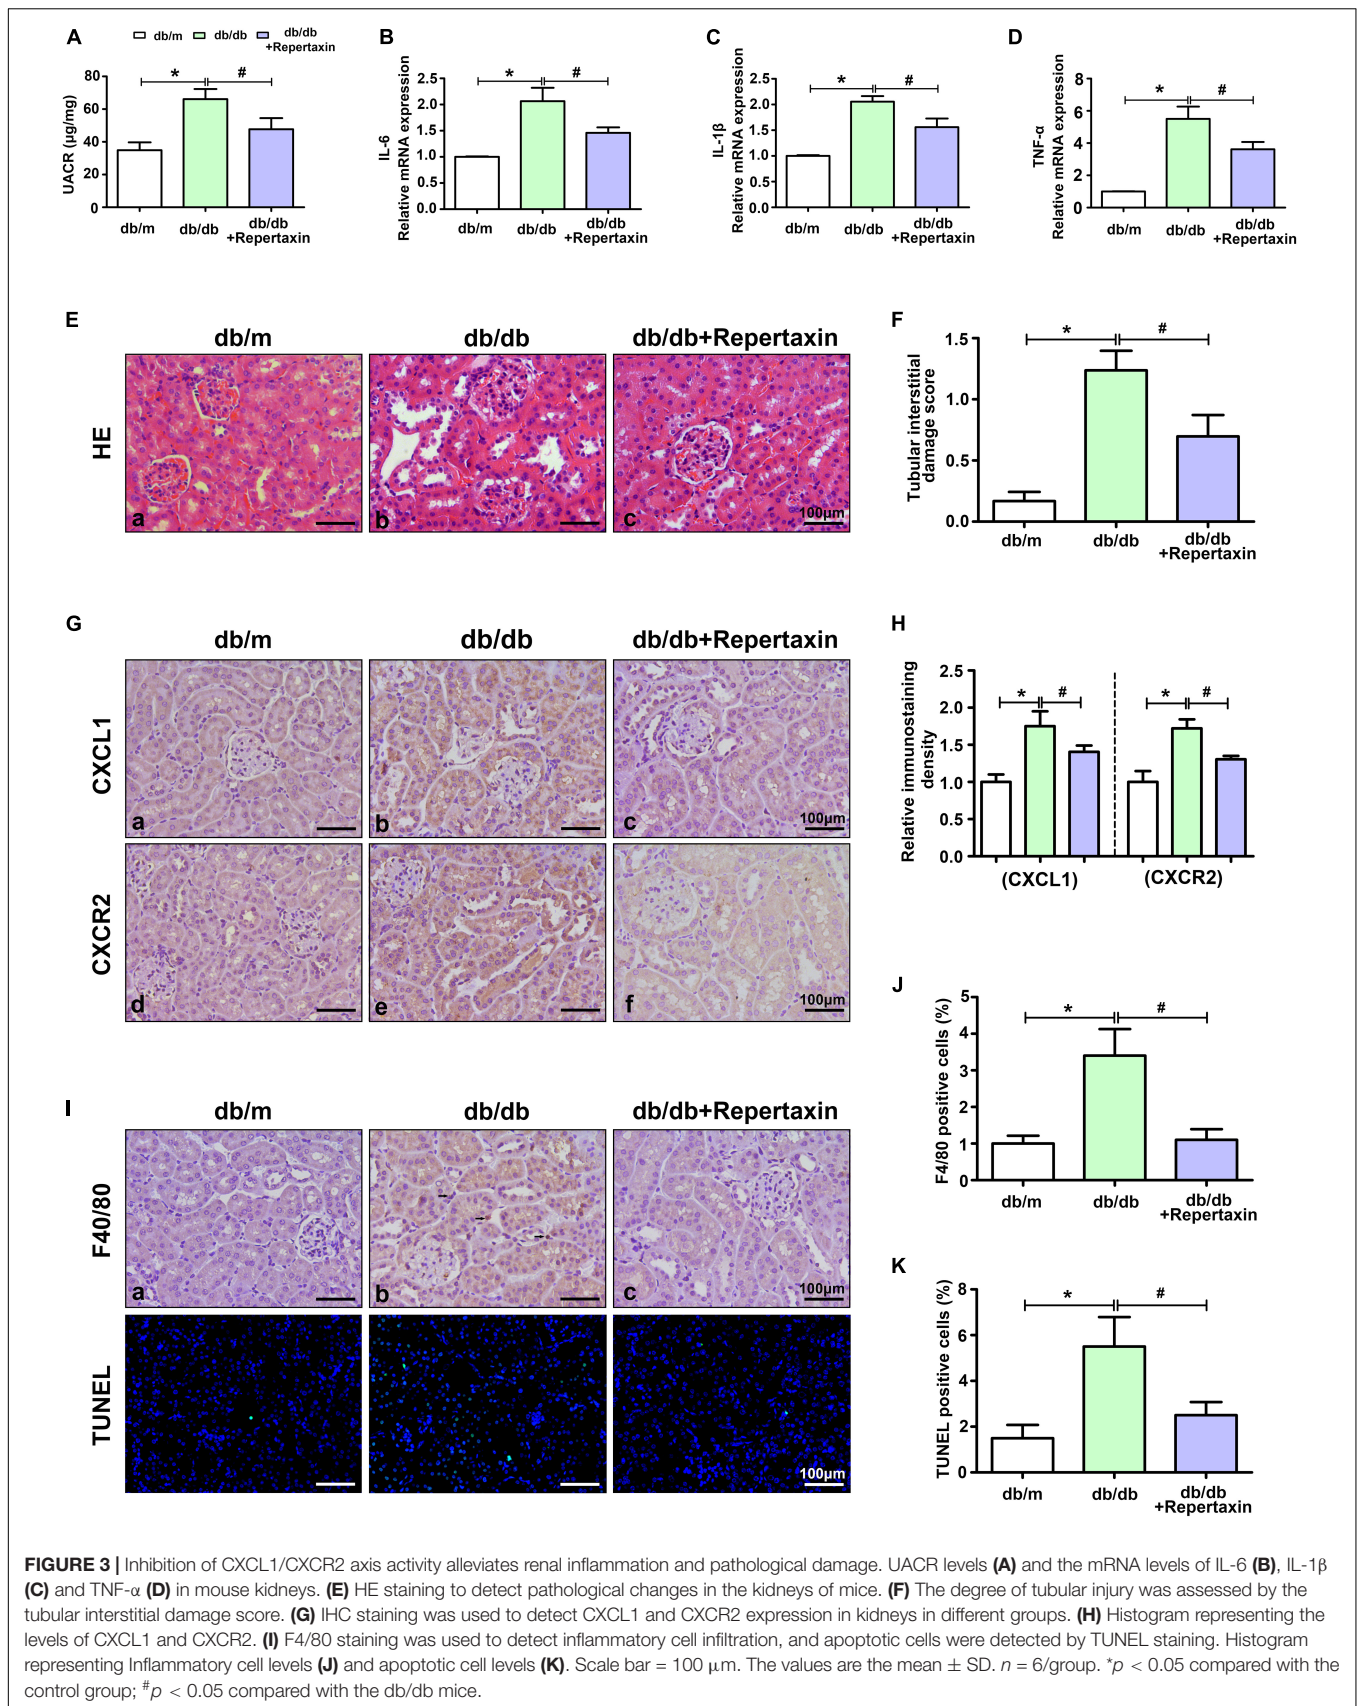 A
db/m
db/db
db/db
+Repertaxin
UACR (µg/mg)
80
60
40
20
0
*
#
db/m
db/db
db/db
+Repertaxin
B
IL-6
Relative mRNA expression
2.5
2.0
1.5
1.0
0.5
0.0
*
#
db/m
db/db
db/db
+Repertaxin
C
IL-1β
Relative mRNA expression
2.5
2.0
1.5
1.0
0.5
0.0
*
#
db/m
db/db
db/db
+Repertaxin
D
TNF-α
Relative mRNA expression
8
6
4
2
0
*
#
db/m
db/db
db/db
+Repertaxin
E
db/m
db/db
db/db+Repertaxin
HE
a
b
c
100µm
F
Tubular interstitial
damage score
1.5
1.0
0.5
0.0
*
#
db/m
db/db
db/db
+Repertaxin
G
db/m
db/db
db/db+Repertaxin
CXCL1
a
b
c
100µm
CXCR2
d
e
f
100µm
H
Relative immunostaining
density
2.5
2.0
1.5
1.0
0.5
0.0
*
#
*
#
(CXCL1)
(CXCR2)
I
db/m
db/db
db/db+Repertaxin
F40/80
a
b
c
100µm
TUNEL
100µm
J
F4/80 positive cells (%)
5
4
3
2
1
0
*
#
db/m
db/db
db/db
+Repertaxin
K
TUNEL positive cells (%)
8
6
4
2
0
*
#
db/m
db/db
db/db
+Repertaxin
FIGURE 3 | Inhibition of CXCL1/CXCR2 axis activity alleviates renal inflammation and pathological damage. UACR levels (A) and the mRNA levels of IL-6 (B), IL-1β
(C) and TNF-α (D) in mouse kidneys. (E) HE staining to detect pathological changes in the kidneys of mice. (F) The degree of tubular injury was assessed by the
tubular interstitial damage score. (G) IHC staining was used to detect CXCL1 and CXCR2 expression in kidneys in different groups. (H) Histogram representing the
levels of CXCL1 and CXCR2. (I) F4/80 staining was used to detect inflammatory cell infiltration, and apoptotic cells were detected by TUNEL staining. Histogram
representing Inflammatory cell levels (J) and apoptotic cell levels (K). Scale bar = 100 µm. The values are the mean ± SD. n = 6/group. *p < 0.05 compared with the
control group; #p < 0.05 compared with the db/db mice.